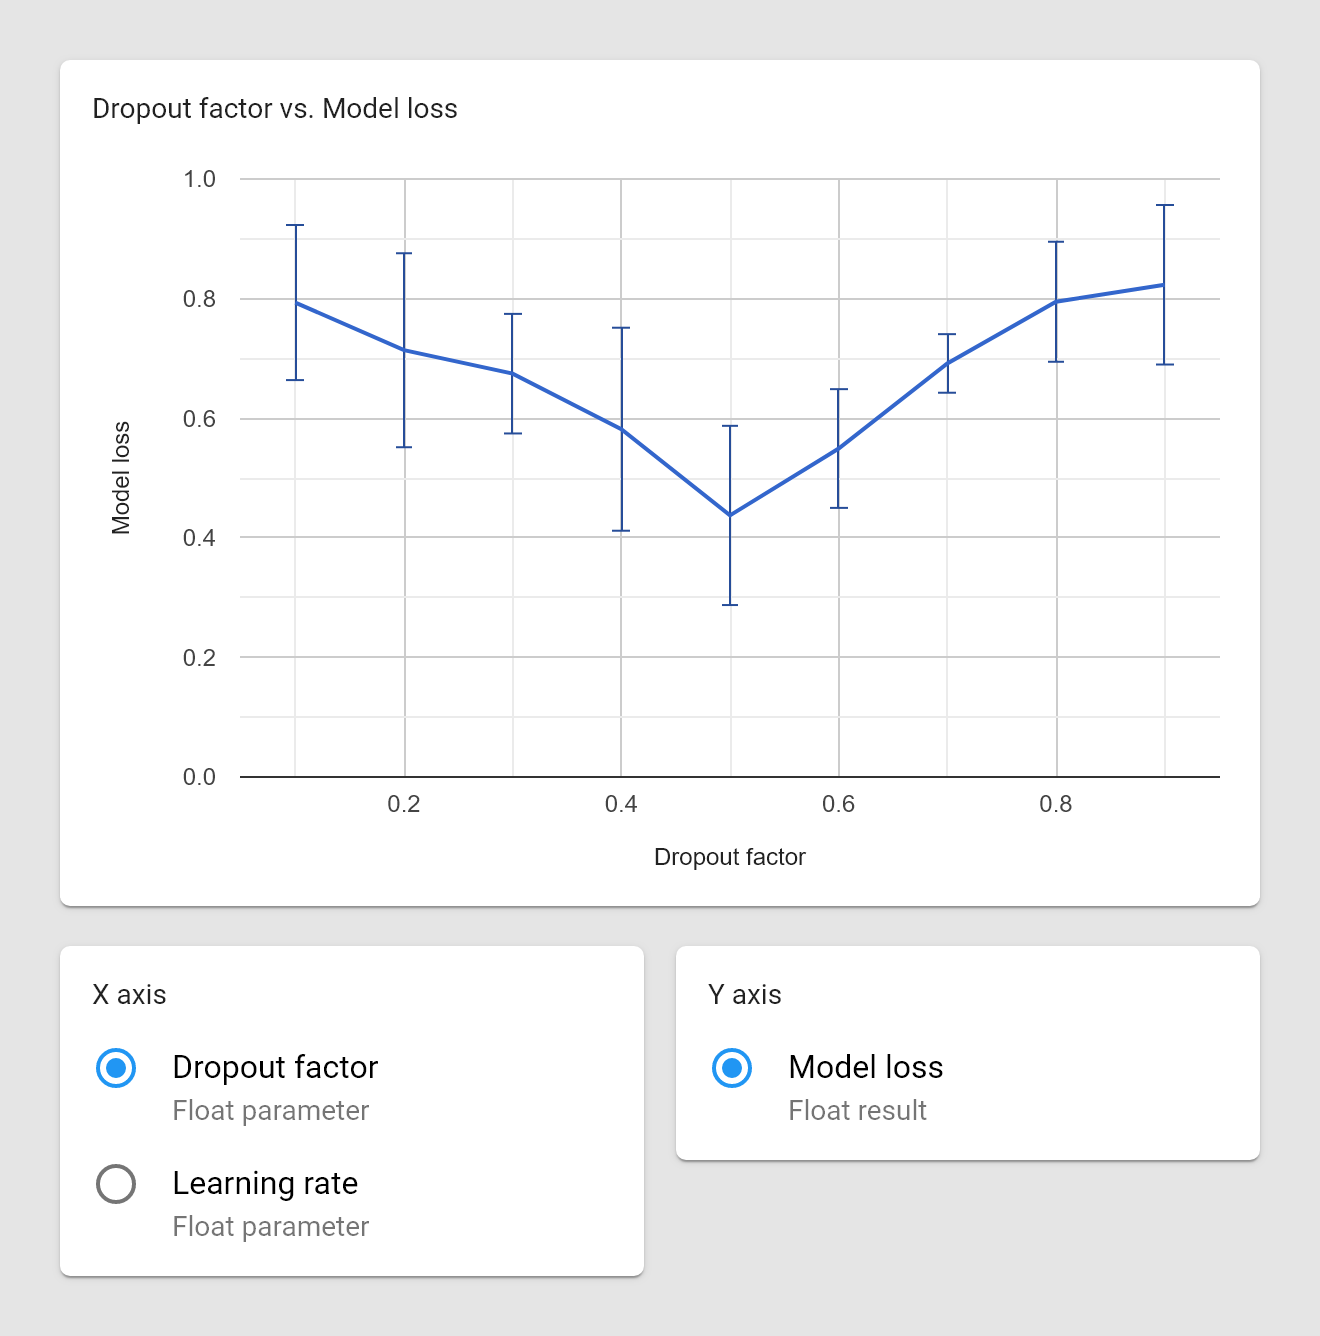 Dropout factor vs. Model loss
1.0
0.8
0.6
0.4
0.2
0.0
Model loss
0.2 0.4 0.6 0.8
Dropout factor
X axis
Dropout factor
Float parameter
Learning rate
Float parameter
Y axis
Model loss
Float result